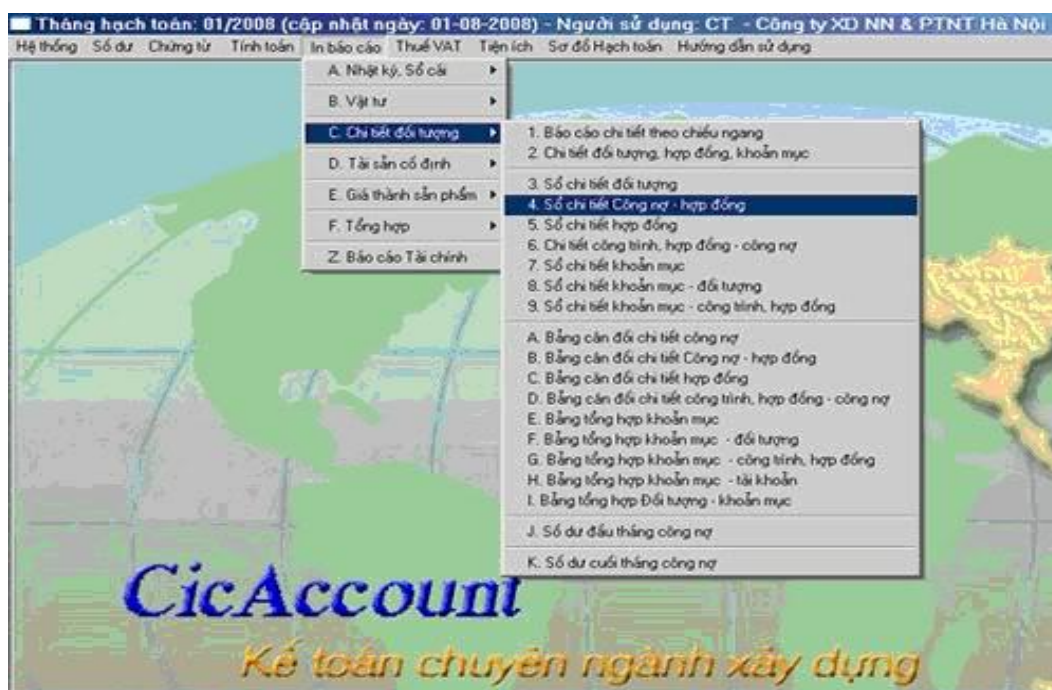 Tháng hạch toán: 01/2008 (cập nhật ngày: 01-08-2008) - Người sử dụng: CT - Công ty XD NN & PTNT Hà Nội
Hệ thống Số dư Chứng từ Tính toán In báo cáo Thuế VAT Tiện ích Sơ đồ Hạch toán Hướng dẫn sử dụng
A. Nhật ký, Sổ cái
B. Vật tư
C. Chi tiết đối tượng
D. Tài sản cố định
E. Giá thành sản phẩm
F. Tổng hợp
Z. Báo cáo Tài chính
1. Báo cáo chi tiết theo chiều ngang
2. Chi tiết đối tượng, hợp đồng, khoản mục
3. Sổ chi tiết đối tượng
4. Sổ chi tiết Công nợ - hợp đồng
5. Sổ chi tiết hợp đồng
6. Chi tiết công trình, hợp đồng - công nợ
7. Sổ chi tiết khoản mục
8. Sổ chi tiết khoản mục - đối tượng
9. Sổ chi tiết khoản mục - công trình, hợp đồng
A. Bảng cân đối chi tiết công nợ
B. Bảng cân đối chi tiết Công nợ - hợp đồng
C. Bảng cân đối chi tiết hợp đồng
D. Bảng cân đối chi tiết công trình, hợp đồng - công nợ
E. Bảng tổng hợp khoản mục
F. Bảng tổng hợp khoản mục - đối tượng
G. Bảng tổng hợp khoản mục - công trình, hợp đồng
H. Bảng tổng hợp khoản mục - tài khoản
I. Bảng tổng hợp Đối tượng - khoản mục
J. Số dư đầu tháng công nợ
K. Số dư cuối tháng công nợ
CicAccount
Kế toán chuyên ngành xây dựng